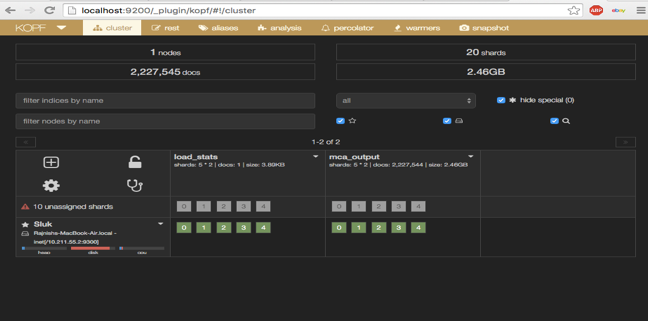 localhost:9200/_plugin/kopf/#!/cluster
ABP
ebay
KOPF cluster rest aliases analysis percolator warmers snapshot
1 nodes
20 shards
2,227,545 docs
2.46GB
filter indices by name
all
hide special (0)
filter nodes by name
1-2 of 2
load_stats
shards: 5 * 2 | docs: 1 | size: 3.89KB
mca_output
shards: 5 * 2 | docs: 2,227,544 | size: 2.46GB
10 unassigned shards
0 1 2 3 4
0 1 2 3 4
Sluk
Rajnishs-MacBook-Air.local -
inet[/10.211.55.2:9300]
heap disk cpu
0 1 2 3 4
0 1 2 3 4